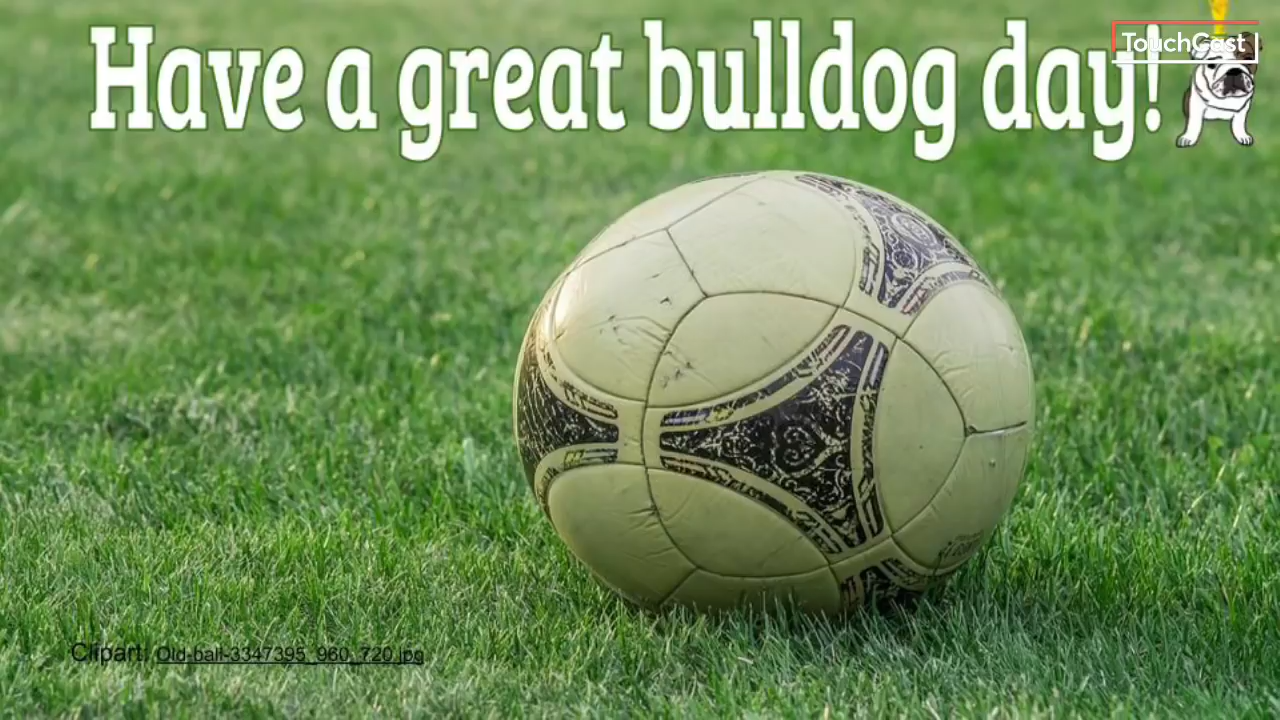 Have a great bulldog day!
TouchCast
Clipart: Old-ball-3347395_960_720.jpg